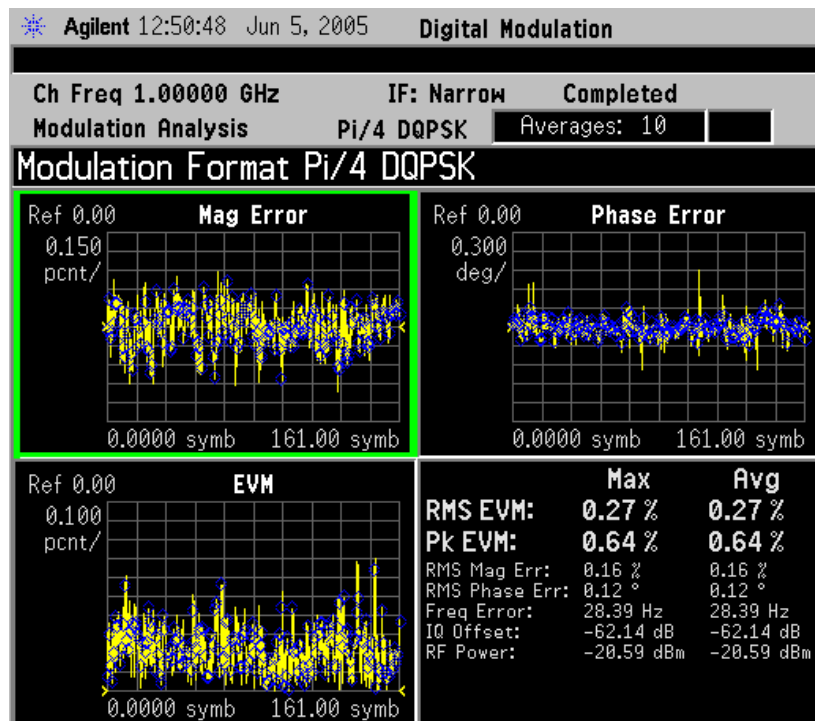 Agilent 12:50:48 Jun 5, 2005 Digital Modulation
Ch Freq 1.00000 GHz IF: Narrow Completed
Modulation Analysis Pi/4 DQPSK Averages: 10
Modulation Format Pi/4 DQPSK
Ref 0.00 Mag Error
0.150
pcnt/
0.0000 symb 161.00 symb
Ref 0.00 Phase Error
0.300
deg/
0.0000 symb 161.00 symb
Ref 0.00 EVM
0.100
pcnt/
0.0000 symb 161.00 symb
Max Avg
RMS EVM: 0.27 % 0.27 %
Pk EVM: 0.64 % 0.64 %
RMS Mag Err: 0.16 % 0.16 %
RMS Phase Err: 0.12 ° 0.12 °
Freq Error: 28.39 Hz 28.39 Hz
IQ Offset: -62.14 dB -62.14 dB
RF Power: -20.59 dBm -20.59 dBm